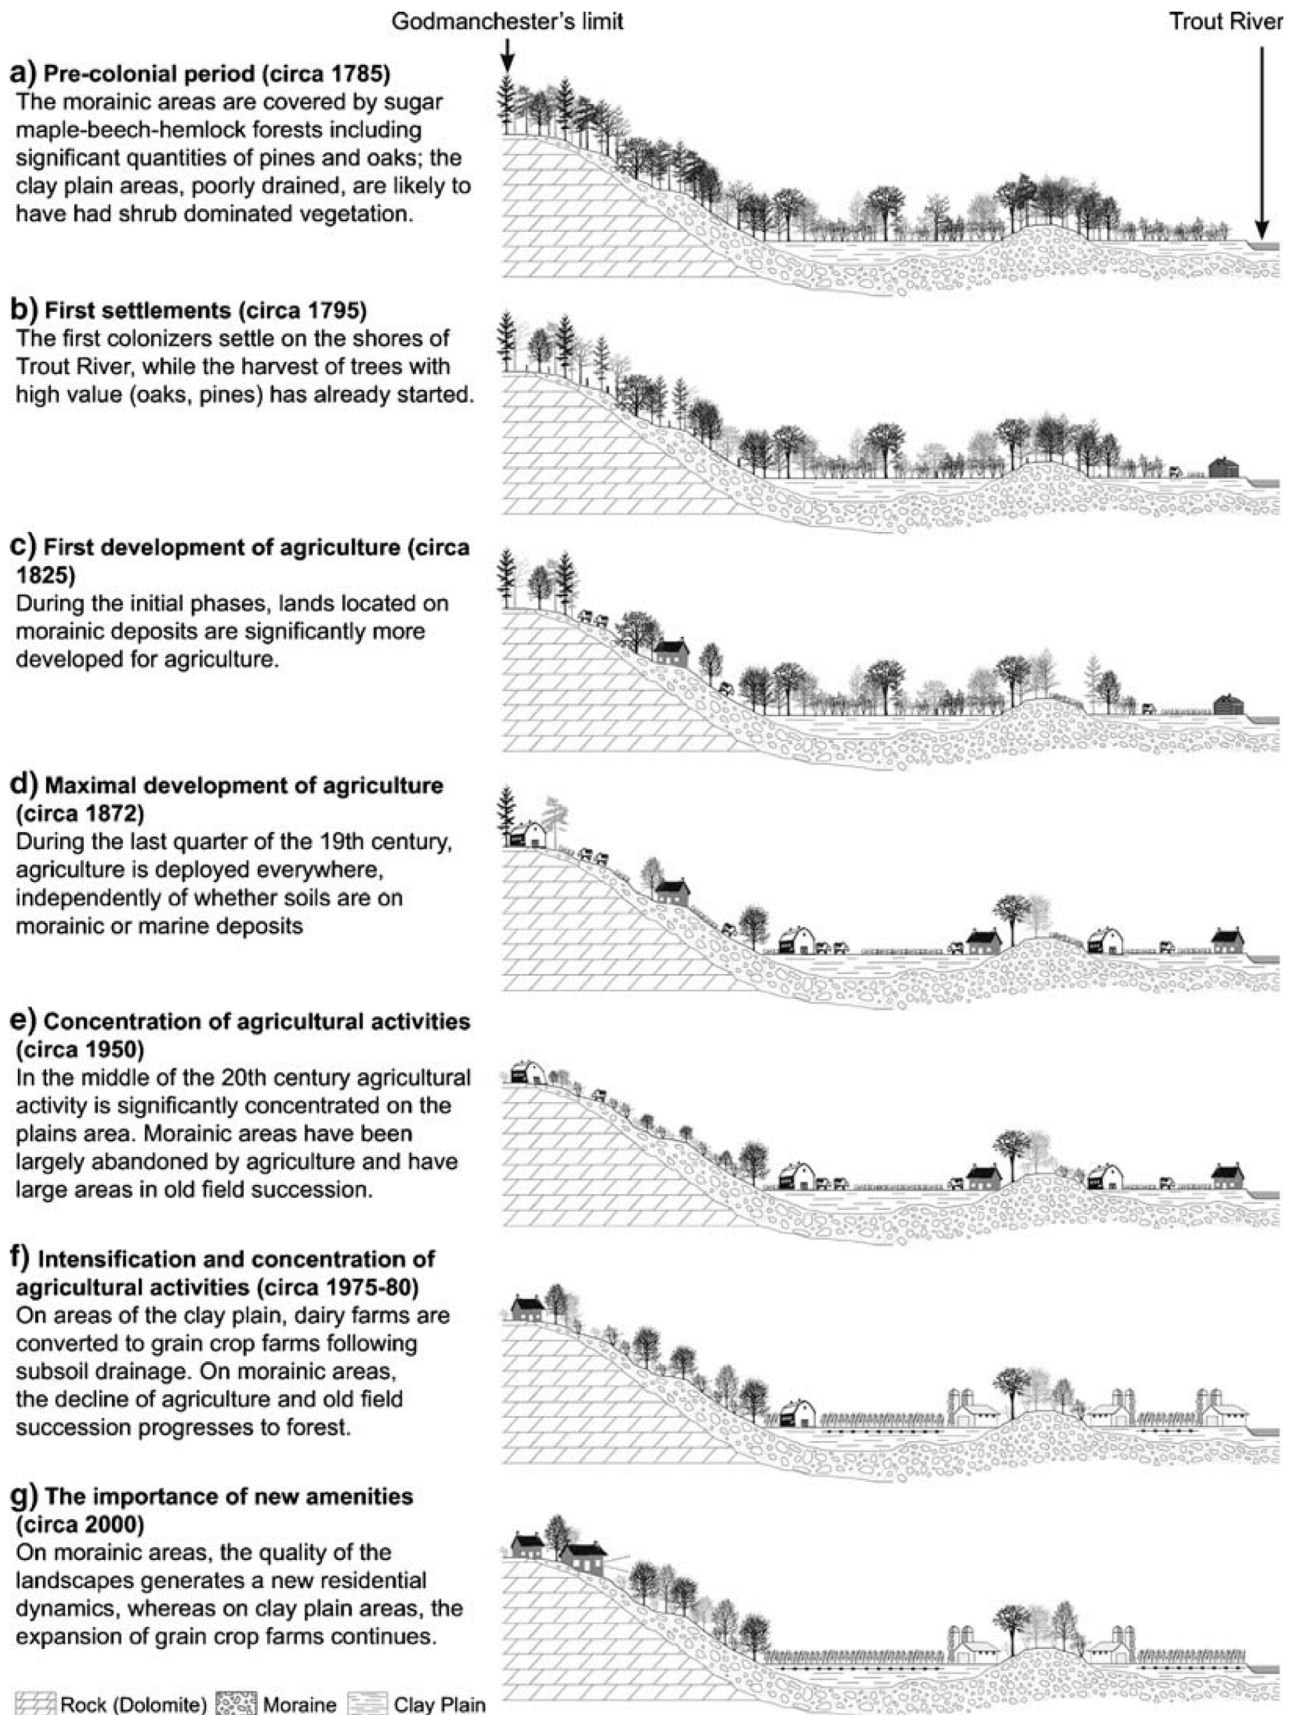 Godmanchester's limit
Trout River
a) Pre-colonial period (circa 1785)
The morainic areas are covered by sugar
maple-beech-hemlock forests including
significant quantities of pines and oaks; the
clay plain areas, poorly drained, are likely to
have had shrub dominated vegetation.
b) First settlements (circa 1795)
The first colonizers settle on the shores of
Trout River, while the harvest of trees with
high value (oaks, pines) has already started.
c) First development of agriculture (circa
1825)
During the initial phases, lands located on
morainic deposits are significantly more
developed for agriculture.
d) Maximal development of agriculture
(circa 1872)
During the last quarter of the 19th century,
agriculture is deployed everywhere,
independently of whether soils are on
morainic or marine deposits
e) Concentration of agricultural activities
(circa 1950)
In the middle of the 20th century agricultural
activity is significantly concentrated on the
plains area. Morainic areas have been
largely abandoned by agriculture and have
large areas in old field succession.
f) Intensification and concentration of
agricultural activities (circa 1975-80)
On areas of the clay plain, dairy farms are
converted to grain crop farms following
subsoil drainage. On morainic areas,
the decline of agriculture and old field
succession progresses to forest.
g) The importance of new amenities
(circa 2000)
On morainic areas, the quality of the
landscapes generates a new residential
dynamics, whereas on clay plain areas, the
expansion of grain crop farms continues.
Rock (Dolomite) Moraine Clay Plain